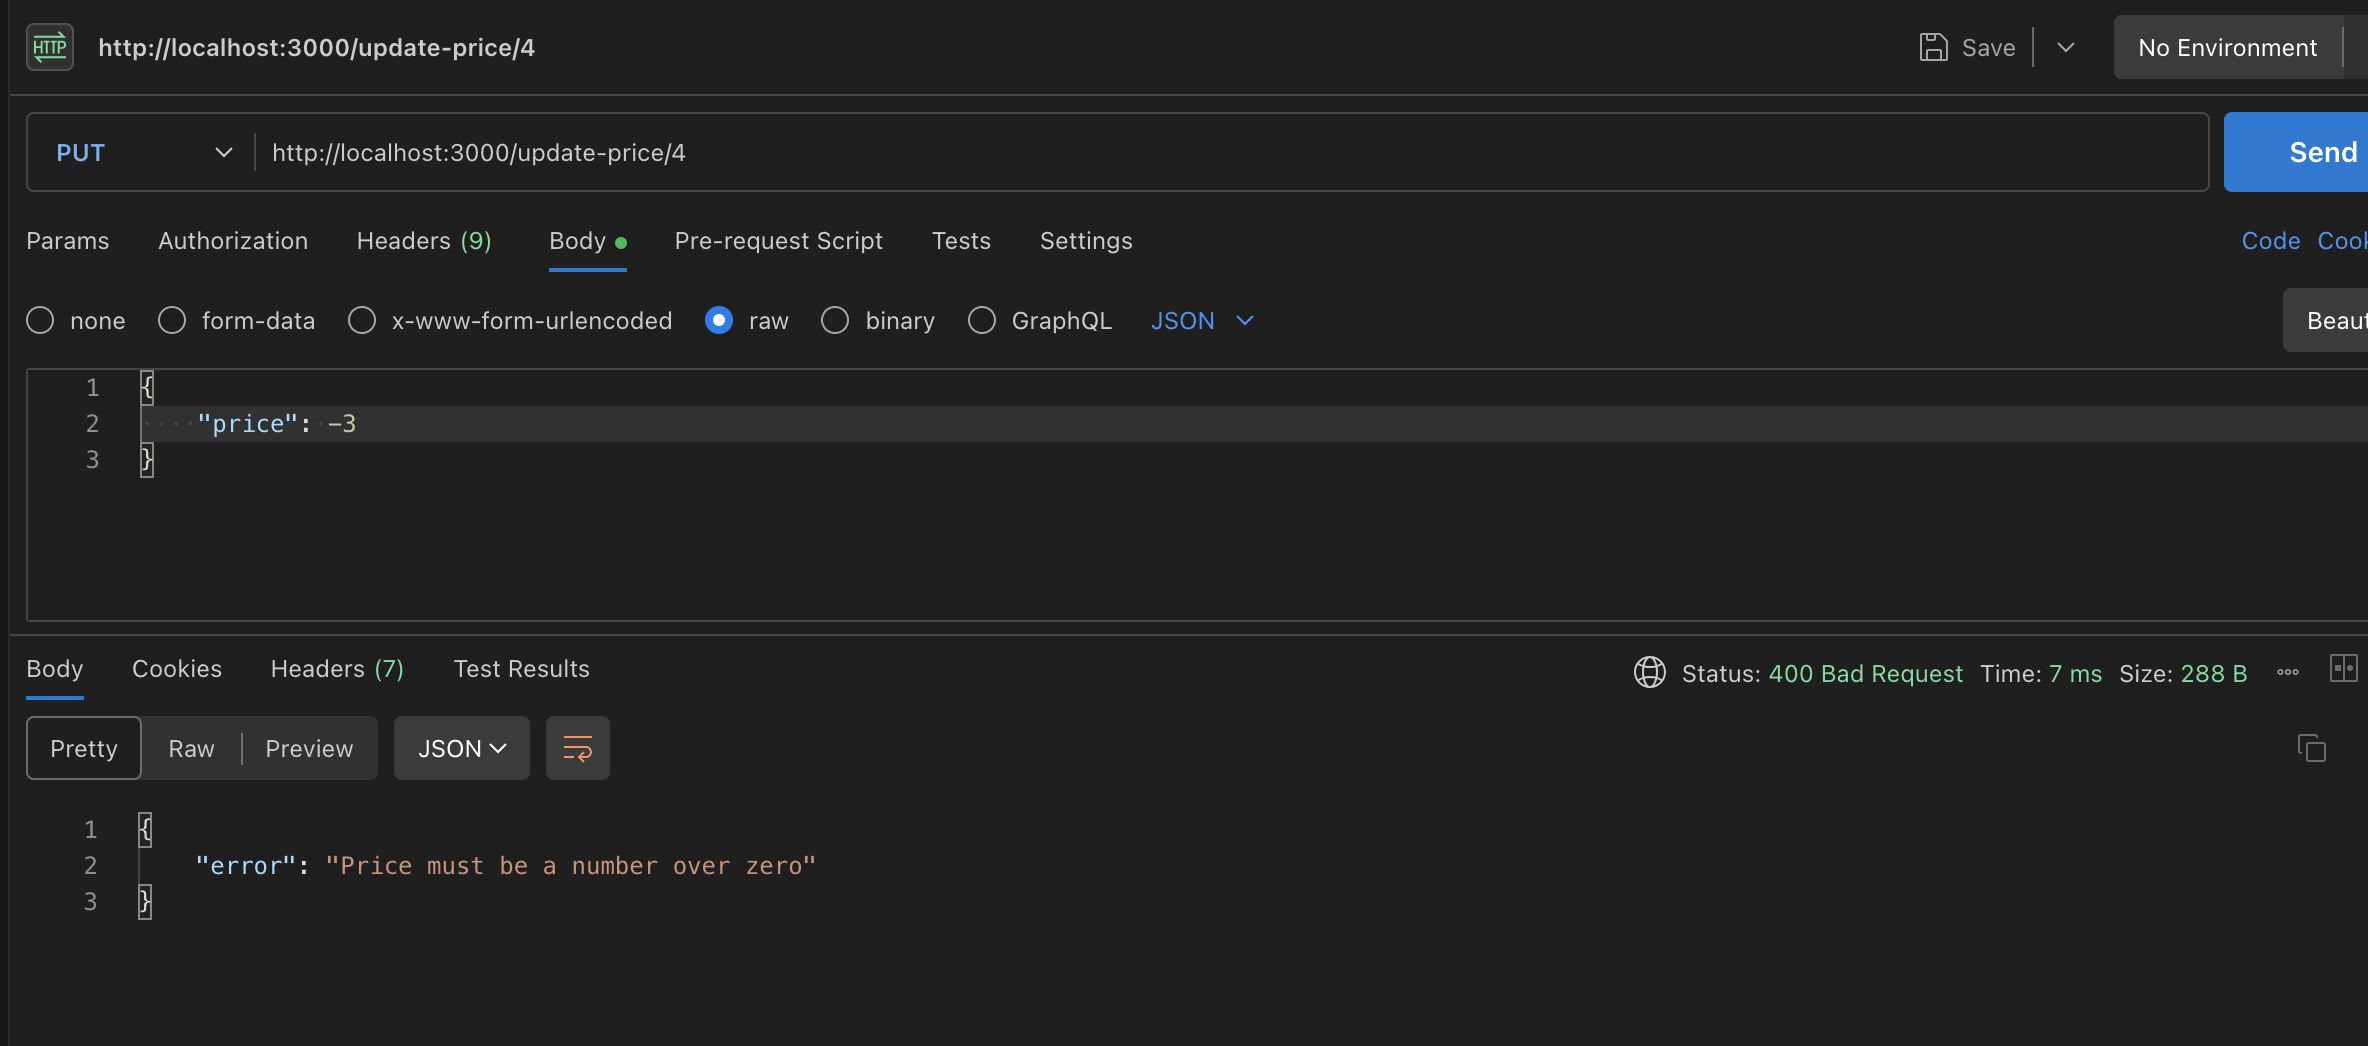 HTTP http://localhost:3000/update-price/4 Save No Environment
PUT http://localhost:3000/update-price/4 Send
Params Authorization Headers (9) Body Pre-request Script Tests Settings Code Cook
none form-data x-www-form-urlencoded raw binary GraphQL JSON Beaut
1 {
2 "price": -3
3 }
Body Cookies Headers (7) Test Results Status: 400 Bad Request Time: 7 ms Size: 288 B
Pretty Raw Preview JSON
1 {
2 "error": "Price must be a number over zero"
3 }